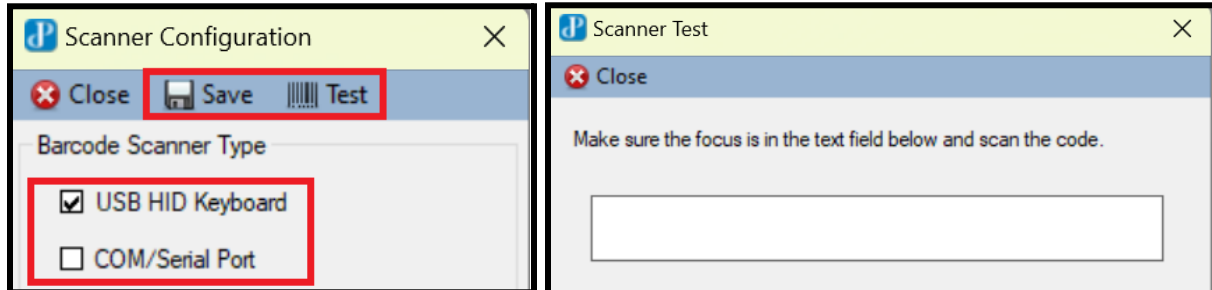 Scanner Configuration
Close Save Test
Barcode Scanner Type
USB HID Keyboard
COM/Serial Port
Scanner Test
Close
Make sure the focus is in the text field below and scan the code.